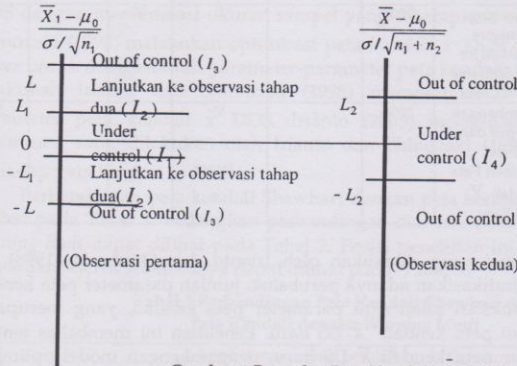 X̄₁ − μ₀
σ/√n₁
Out of control (I₃)
L
Lanjutkan ke observasi tahap
L₁
dua (I₂)
Under
0
control (I₁)
Lanjutkan ke observasi tahap
-L₁
dua(I₂)
-L
Out of control (I₃)
(Observasi pertama)
X̄ − μ₀
σ/√n₁ + n₂
Out of control
L₂
Under
control (I₄)
-L₂
Out of control
(Observasi kedua)